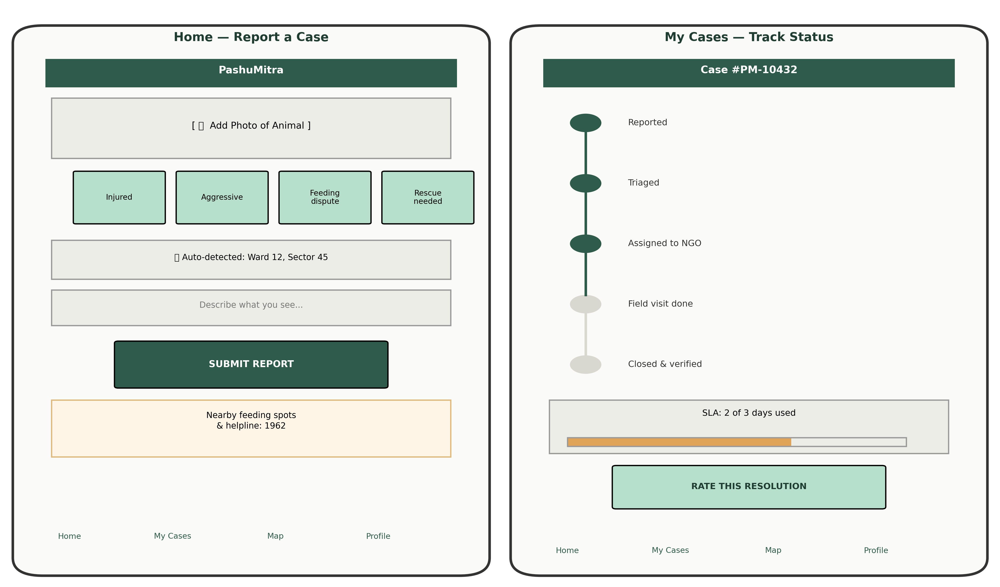 Home — Report a Case
PashuMitra
[ ▯ Add Photo of Animal ]
Injured
Aggressive
Feeding
dispute
Rescue
needed
▯ Auto-detected: Ward 12, Sector 45
Describe what you see...
SUBMIT REPORT
Nearby feeding spots
& helpline: 1962
Home
My Cases
Map
Profile
My Cases — Track Status
Case #PM-10432
Reported
Triaged
Assigned to NGO
Field visit done
Closed & verified
SLA: 2 of 3 days used
RATE THIS RESOLUTION
Home
My Cases
Map
Profile